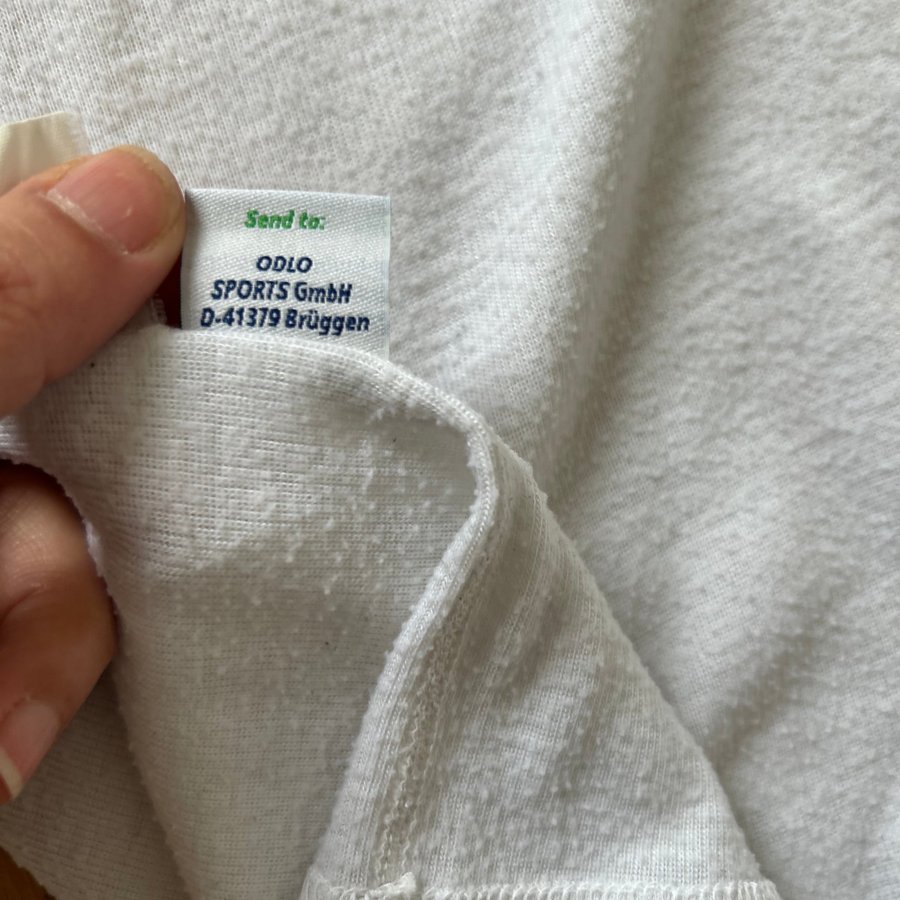 Send to:
ODLO
SPORTS GmbH
D-41379 Brüggen